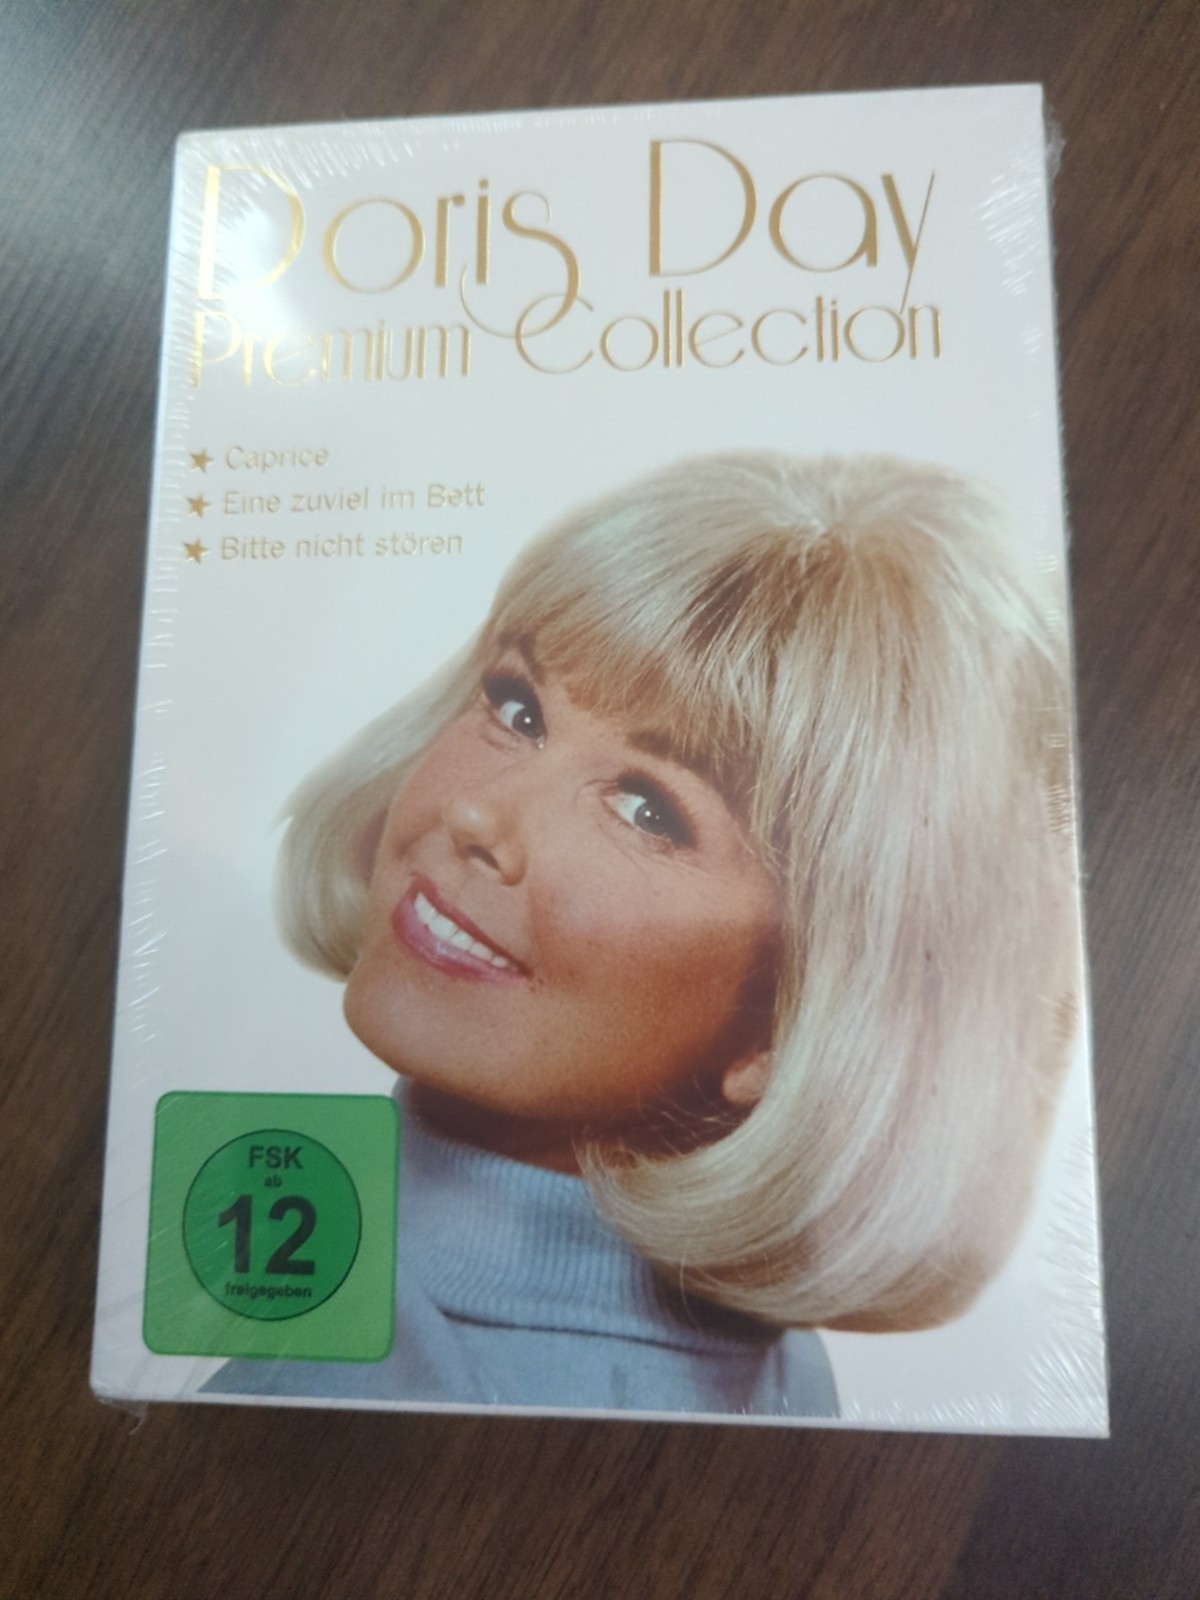 Doris Day
Premium Collection
Caprice
Eine zuviel im Bett
Bitte nicht stören
FSK
ab
12
freigegeben